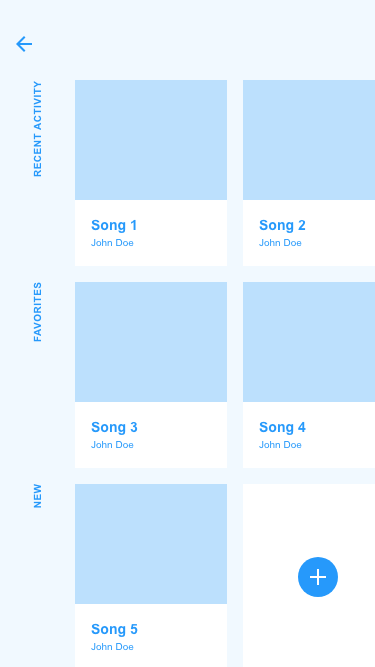 RECENT ACTIVITY
Song 1
John Doe
Song 2
John Doe
FAVORITES
Song 3
John Doe
Song 4
John Doe
NEW
Song 5
John Doe